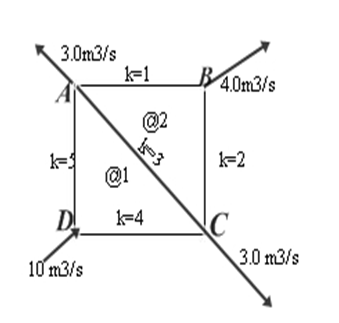 3.0m3/s
k=1
A
B
4.0m3/s
@2
k=3
k=5
k=2
@1
D
k=4
C
10 m3/s
3.0 m3/s